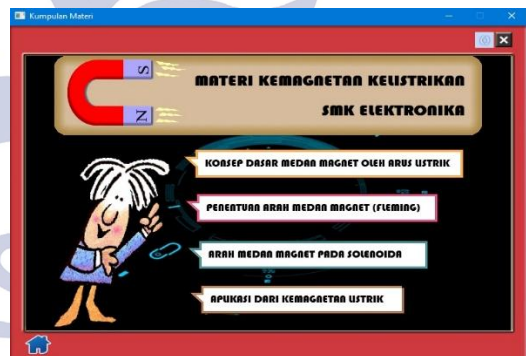 Kumpulan Materi
S
N
MATERI KEMAGNETAN KELISTRIKAN
SMK ELEKTRONIKA
KONSEP DASAR MEDAN MAGNET OLEH ARUS LISTRIK
PENENTUAN ARAH MEDAN MAGNET (FLEMING)
ARAH MEDAN MAGNET PADA SOLENOIDA
APLIKASI DARI KEMAGNETAN LISTRIK